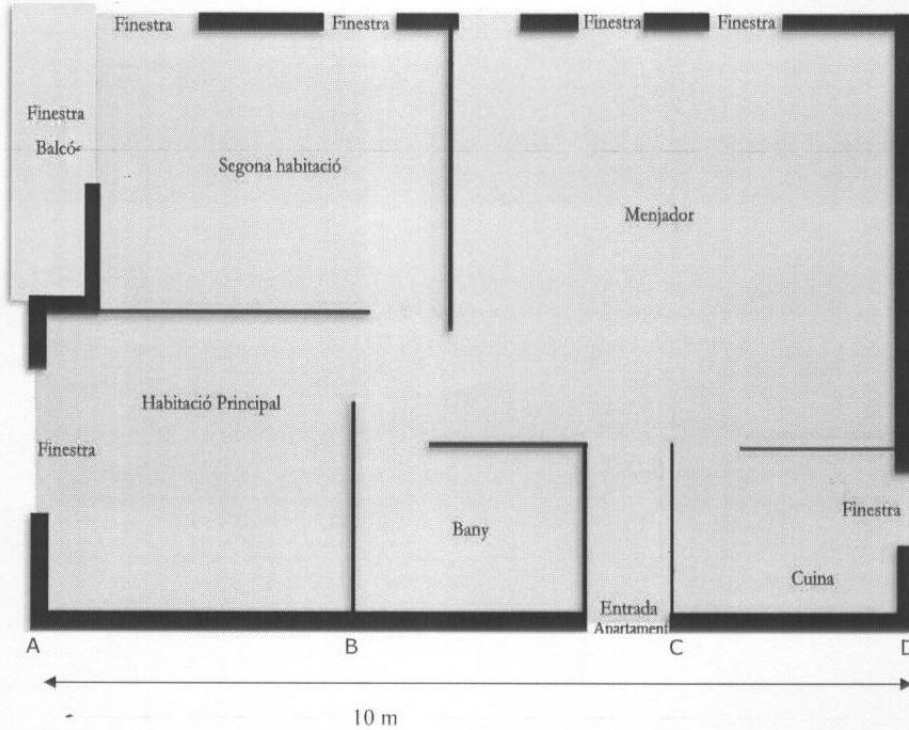 Finestra
Finestra
Finestra
Finestra
Finestra
Balcó
Segona habitació
Menjador
Habitació Principal
Finestra
Finestra
Bany
Cuina
Entrada
Apartament
A
B
C
D
10 m